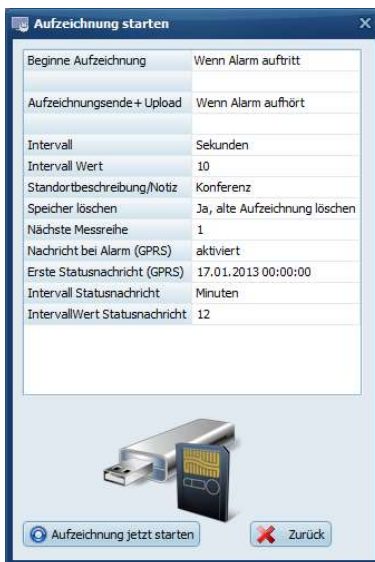 Aufzeichnung starten
Beginne Aufzeichnung Wenn Alarm auftritt
Aufzeichnungsende+ Upload Wenn Alarm aufhört
Intervall Sekunden
Intervall Wert 10
Standortbeschreibung/Notiz Konferenz
Speicher löschen Ja, alte Aufzeichnung löschen
Nächste Messreihe 1
Nachricht bei Alarm (GPRS) aktiviert
Erste Statusnachricht (GPRS) 17.01.2013 00:00:00
Intervall Statusnachricht Minuten
IntervallWert Statusnachricht 12
Aufzeichnung jetzt starten Zurück